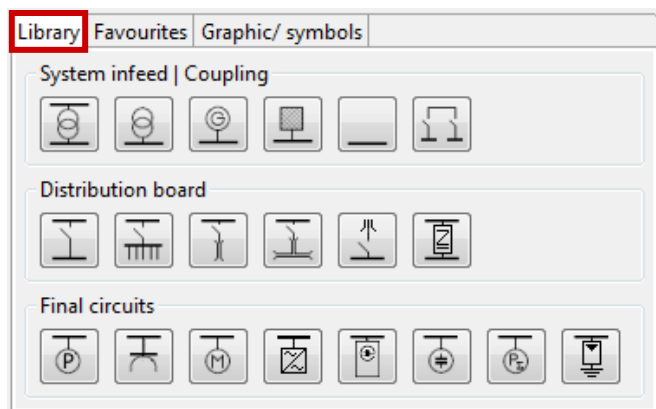 Library Favourites Graphic/ symbols
System infeed | Coupling
G
Distribution board
Z
Final circuits
P M